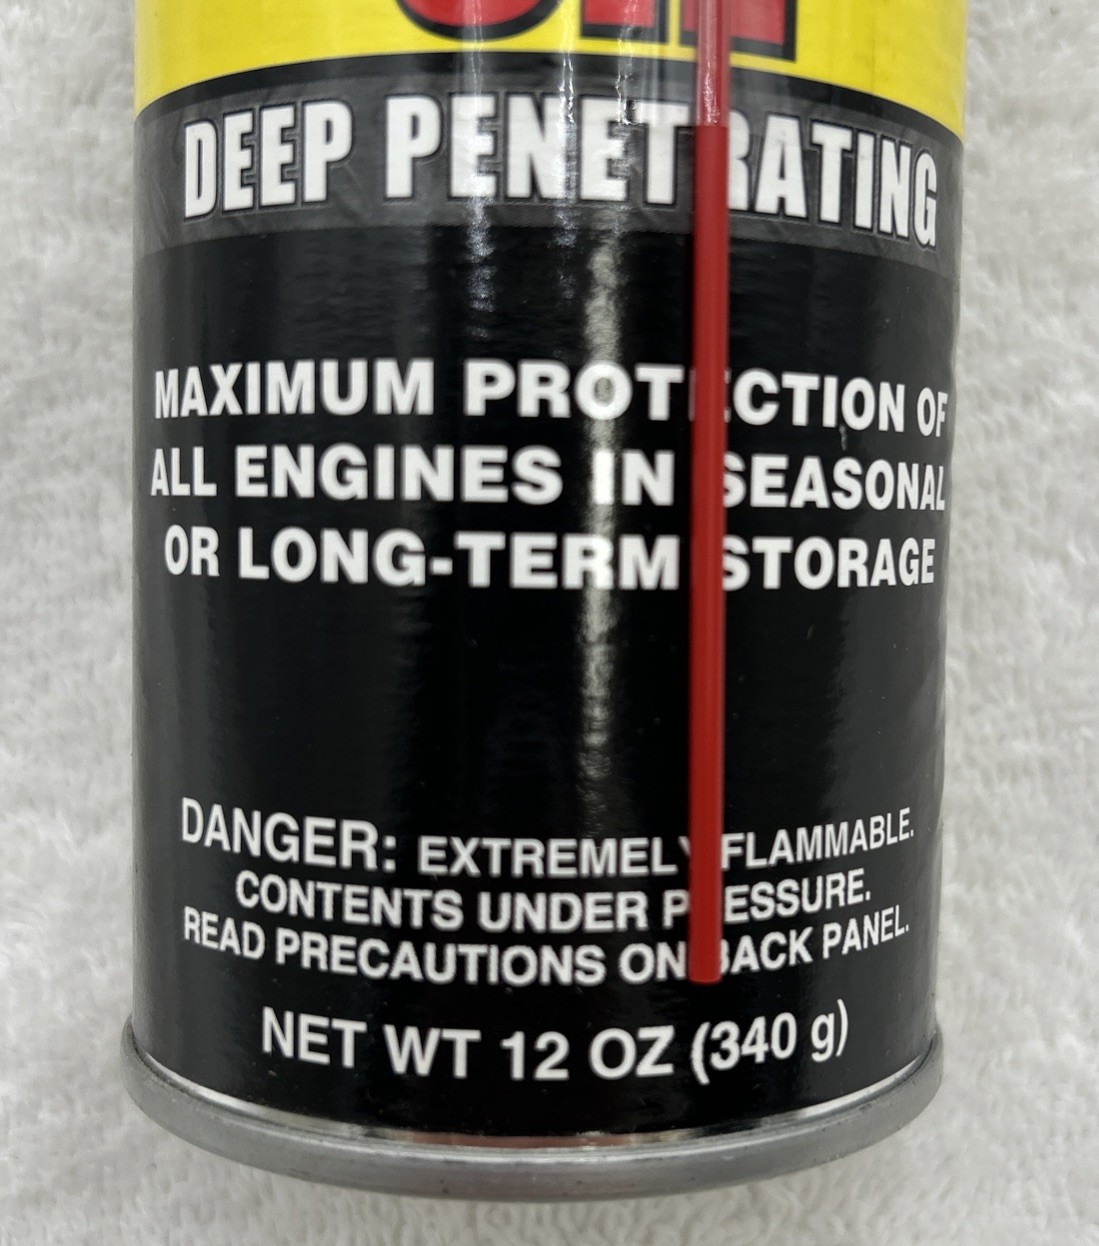 DEEP PENETRATING
MAXIMUM PROTECTION OF
ALL ENGINES IN SEASONAL
OR LONG-TERM STORAGE
DANGER: EXTREMELY FLAMMABLE.
CONTENTS UNDER PRESSURE.
READ PRECAUTIONS ON BACK PANEL.
NET WT 12 OZ (340 g)